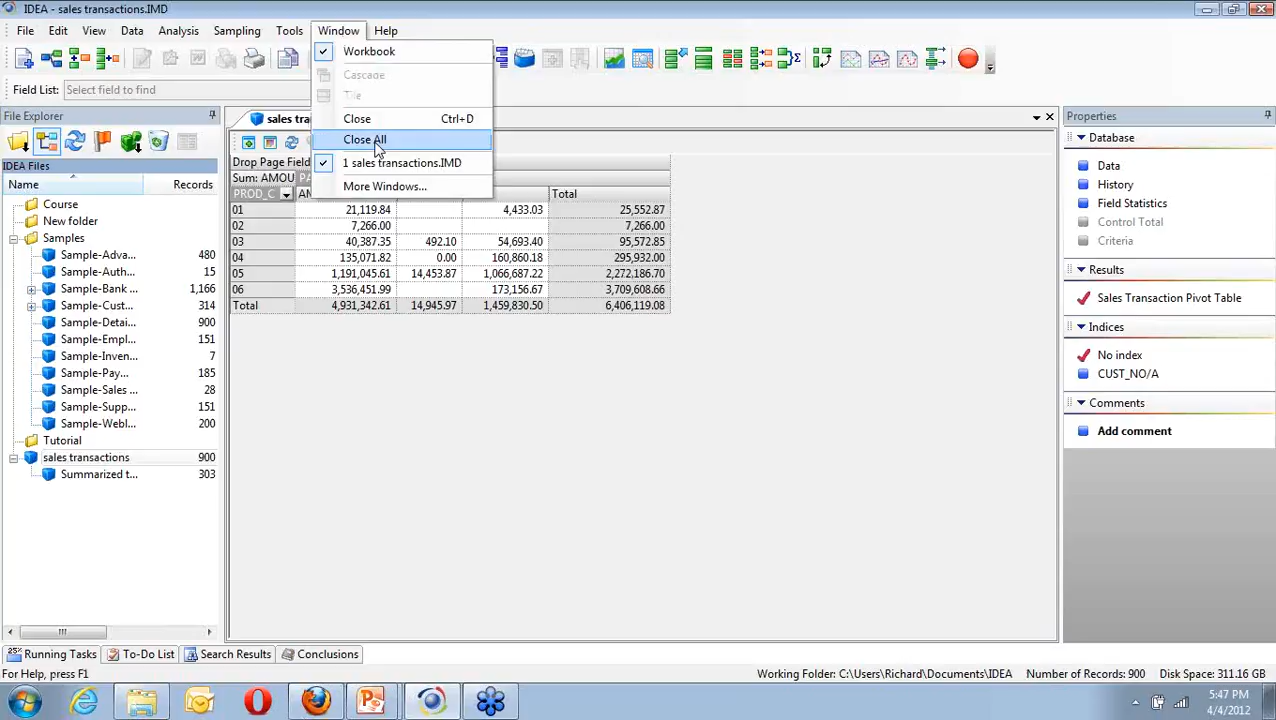 IDEA - sales transactions.IMD
File Edit View Data Analysis Sampling Tools Window Help
Workbook
Cascade
Tile
Close Ctrl+D
Close All
1 sales transactions.IMD
More Windows...
Field List: Select field to find
File Explorer
IDEA Files
Name Records
Course
New folder
Samples
Sample-Adva... 480
Sample-Auth... 15
Sample-Bank ... 1,166
Sample-Cust... 314
Sample-Detai... 900
Sample-Empl... 151
Sample-Inven... 7
Sample-Pay... 185
Sample-Sales ... 28
Sample-Supp... 151
Sample-Webl... 200
Tutorial
sales transactions 900
Summarized t... 303
sales tra
Drop Page Field
Sum: AMOU PA
PROD_C AM Total
01 21,119.84 4,433.03 25,552.87
02 7,266.00 7,266.00
03 40,387.35 492.10 54,693.40 95,572.85
04 135,071.82 0.00 160,860.18 295,932.00
05 1,191,045.61 14,453.87 1,066,687.22 2,272,186.70
06 3,536,451.99 173,156.67 3,709,608.66
Total 4,931,342.61 14,945.97 1,459,830.50 6,406,119.08
Properties
Database
Data
History
Field Statistics
Control Total
Criteria
Results
Sales Transaction Pivot Table
Indices
No index
CUST_NO/A
Comments
Add comment
Running Tasks To-Do List Search Results Conclusions
For Help, press F1 Working Folder: C:\Users\Richard\Documents\IDEA Number of Records: 900 Disk Space: 311.16 GB
5:47 PM
4/4/2012